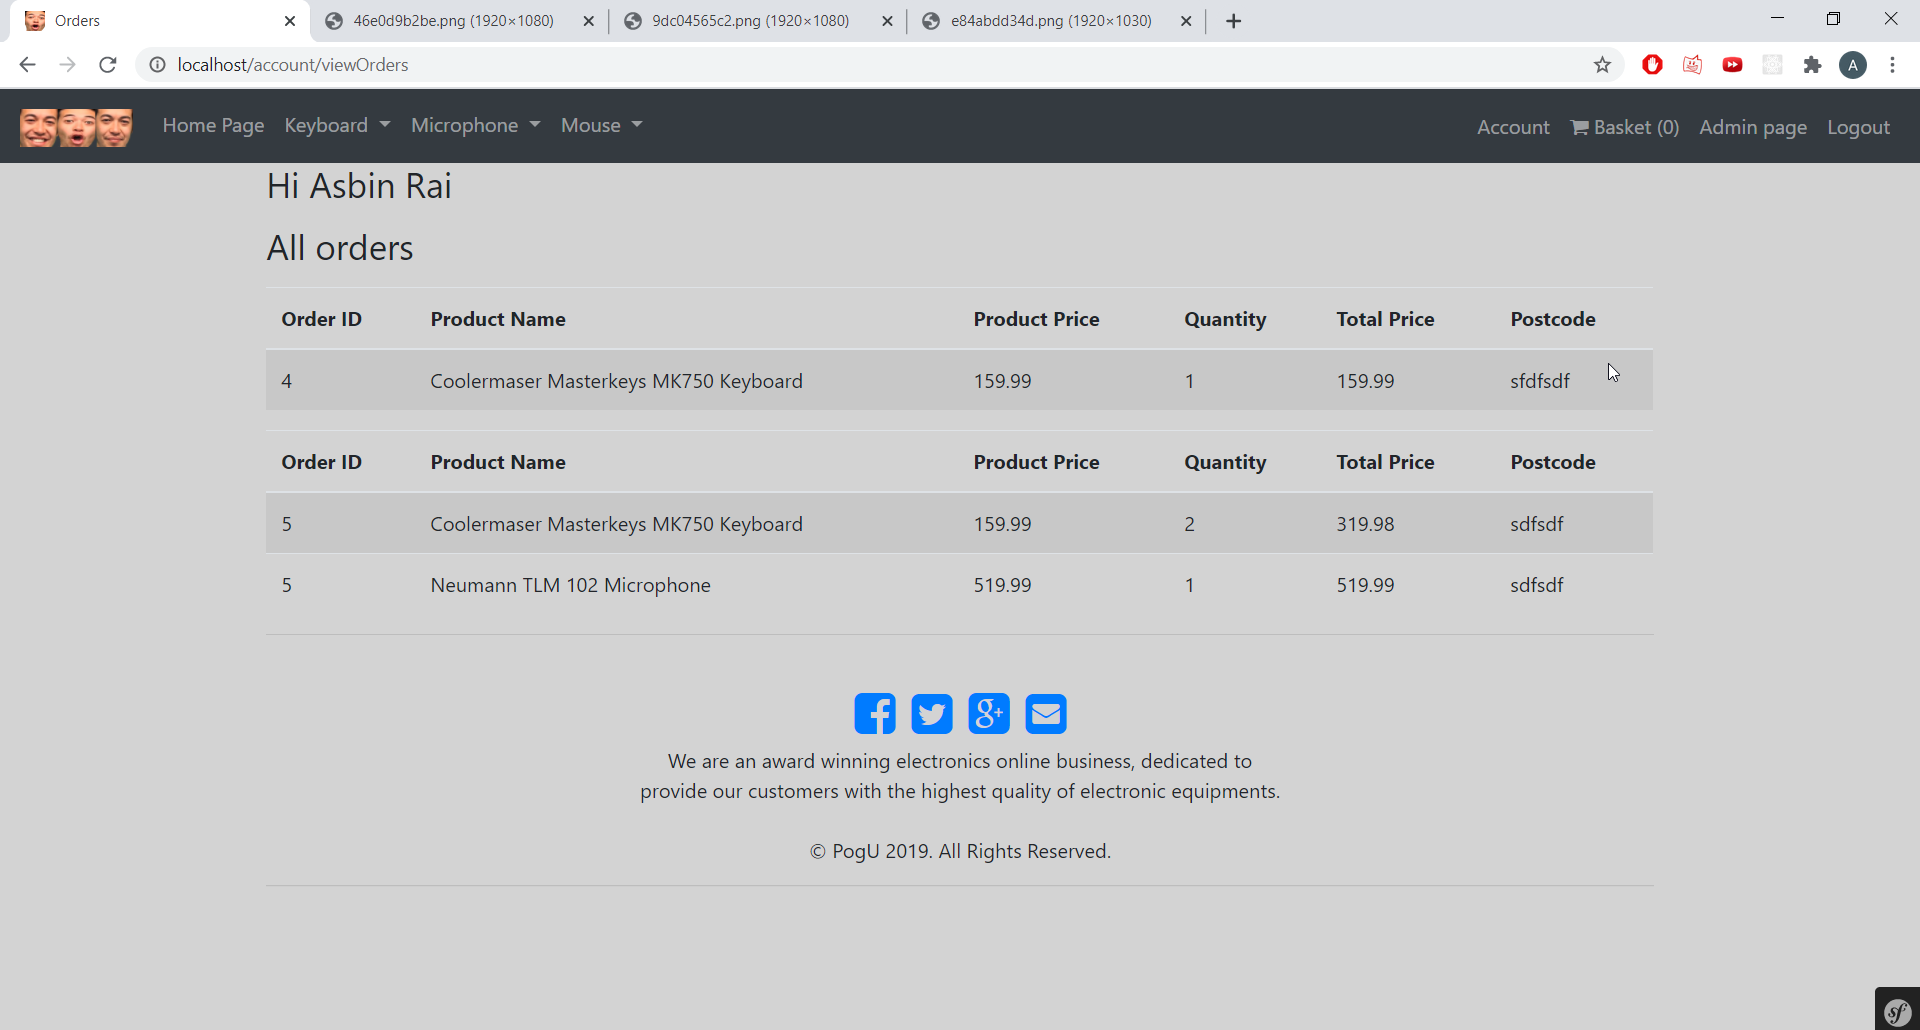 Orders
46e0d9b2be.png (1920×1080)
9dc04565c2.png (1920×1080)
e84abdd34d.png (1920×1030)
localhost/account/viewOrders
A
Home Page Keyboard Microphone Mouse
Account Basket (0) Admin page Logout
Hi Asbin Rai
All orders
Order ID Product Name Product Price Quantity Total Price Postcode
4 Coolermaser Masterkeys MK750 Keyboard 159.99 1 159.99 sfdfsdf
Order ID Product Name Product Price Quantity Total Price Postcode
5 Coolermaser Masterkeys MK750 Keyboard 159.99 2 319.98 sdfsdf
5 Neumann TLM 102 Microphone 519.99 1 519.99 sdfsdf
We are an award winning electronics online business, dedicated to
provide our customers with the highest quality of electronic equipments.
© PogU 2019. All Rights Reserved.
sf